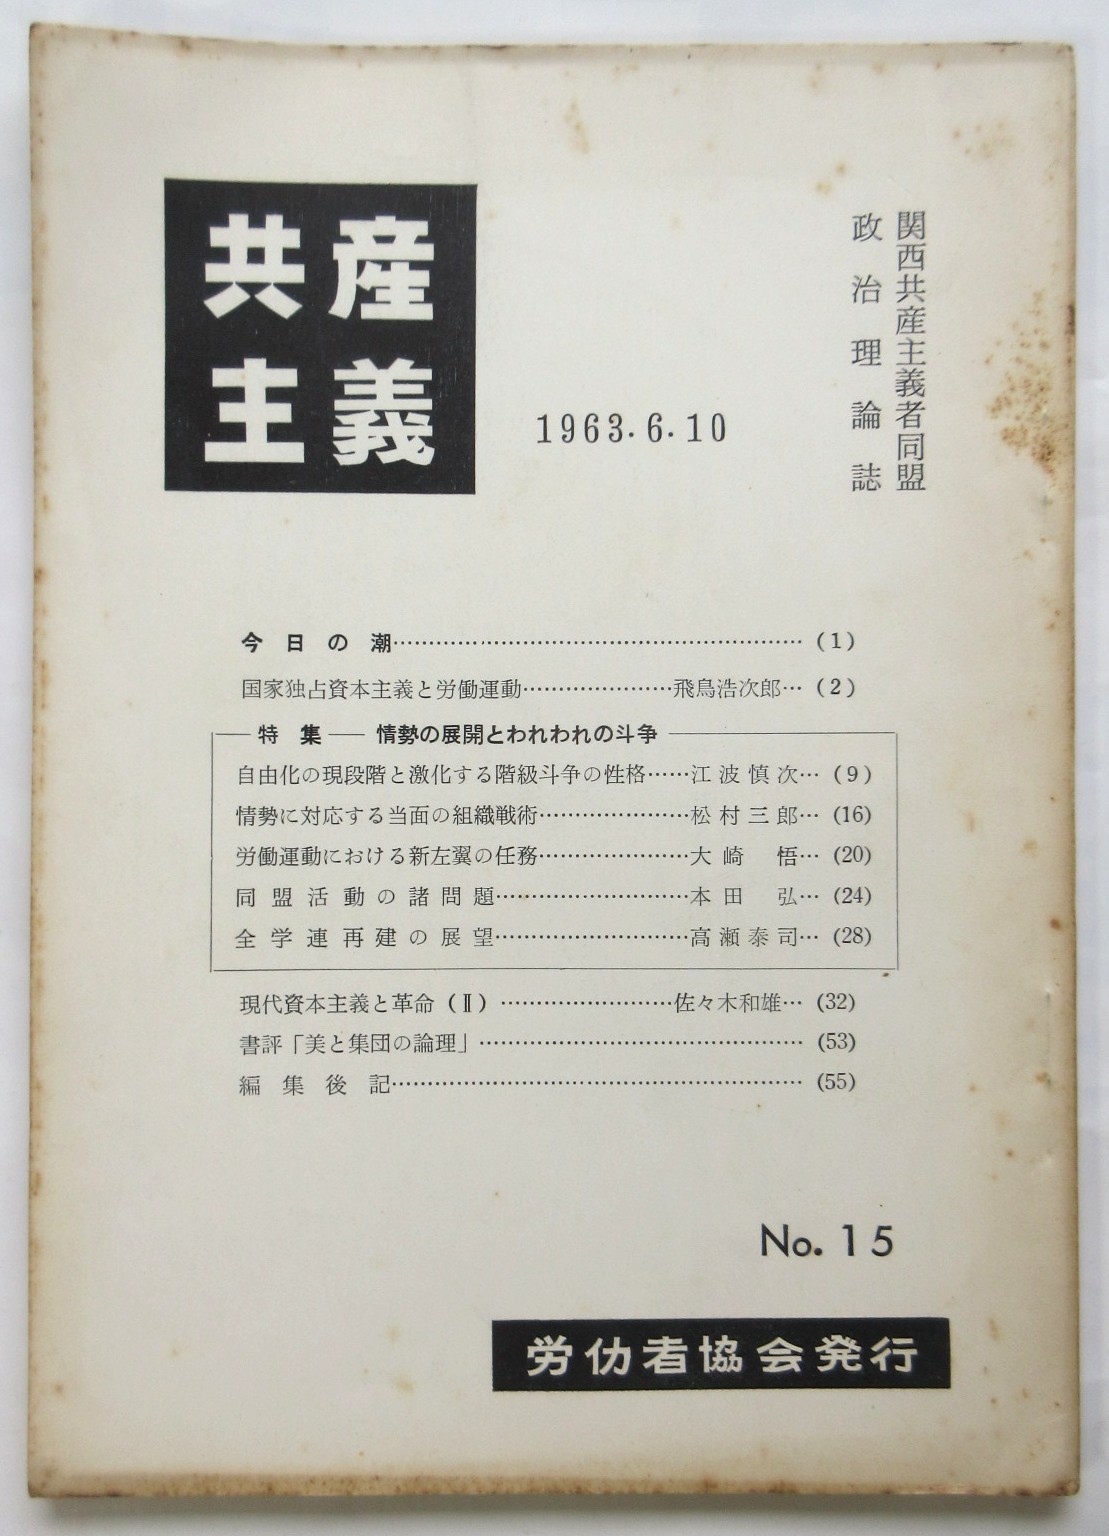 共産
主義
1963.6.10
関西共産主義者同盟
政治理論誌
今日の潮……………………………………………………(1)
国家独占資本主義と労働運動…………………飛鳥浩次郎…(2)
特集── 情勢の展開とわれわれの斗争
自由化の現段階と激化する階級斗争の性格……江波慎次…(9)
情勢に対応する当面の組織戦術…………………松村三郎…(16)
労働運動における新左翼の任務…………………大崎 悟…(20)
同盟活動の諸問題………………………本田 弘…(24)
全学連再建の展望………………………高瀬泰司…(28)
現代資本主義と革命(Ⅱ)……………………佐々木和雄…(32)
書評「美と集団の論理」………………………………………(53)
編集後記……………………………………………………(55)
No.15
労仂者協会発行